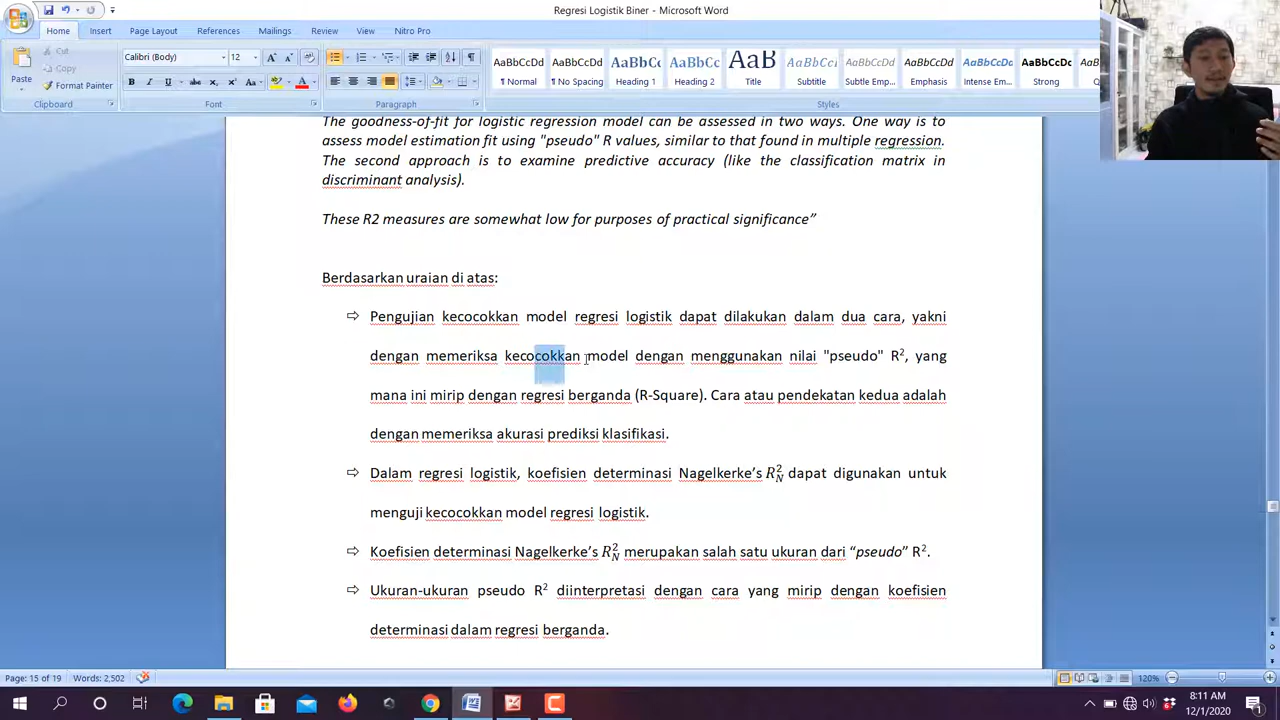 Regresi Logistik Biner - Microsoft Word
Home Insert Page Layout References Mailings Review View Nitro Pro
Paste
Cut
Copy
Format Painter
Clipboard
Calibri (Body) 12
Font
Paragraph
AaBbCcDd AaBbCcDd AaBbCc AaBbCc AaB AaBbCcI AaBbCcDd AaBbCcDd AaBbCcDd AaBbCcDd
¶ Normal ¶ No Spacing Heading 1 Heading 2 Title Subtitle Subtle Emp... Emphasis Intense Em... Strong
Styles
The goodness-of-fit for logistic regression model can be assessed in two ways. One way is to
assess model estimation fit using "pseudo" R values, similar to that found in multiple regression.
The second approach is to examine predictive accuracy (like the classification matrix in
discriminant analysis).
These R2 measures are somewhat low for purposes of practical significance”
Berdasarkan uraian di atas:
⇨ Pengujian kecocokkan model regresi logistik dapat dilakukan dalam dua cara, yakni
dengan memeriksa kecocokkan model dengan menggunakan nilai "pseudo" R², yang
mana ini mirip dengan regresi berganda (R-Square). Cara atau pendekatan kedua adalah
dengan memeriksa akurasi prediksi klasifikasi.
⇨ Dalam regresi logistik, koefisien determinasi Nagelkerke’s R²N dapat digunakan untuk
menguji kecocokkan model regresi logistik.
⇨ Koefisien determinasi Nagelkerke’s R²N merupakan salah satu ukuran dari “pseudo” R².
⇨ Ukuran-ukuran pseudo R² diinterpretasi dengan cara yang mirip dengan koefisien
determinasi dalam regresi berganda.
Page: 15 of 19 Words: 2,502 120%
8:11 AM
12/1/2020